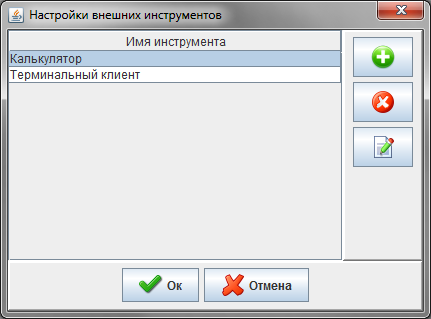 Настройки внешних инструментов
Имя инструмента
Калькулятор
Терминальный клиент
Ок
Отмена